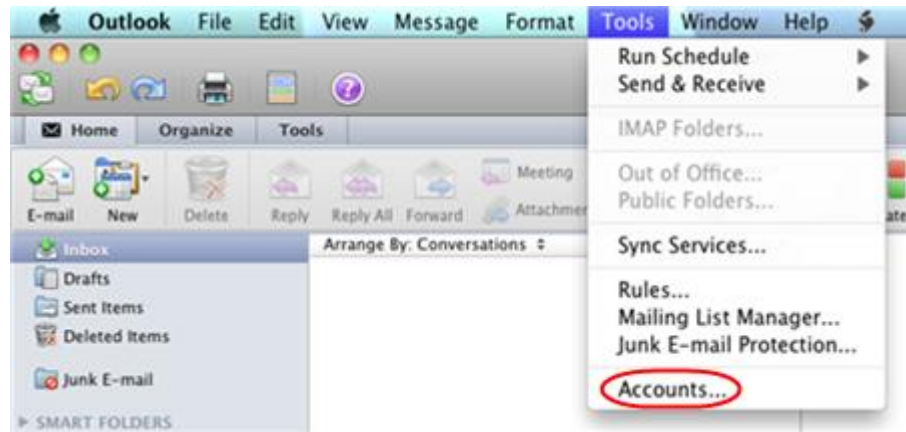 Outlook File Edit View Message Format Tools Window Help
Run Schedule
Send & Receive
IMAP Folders...
Out of Office...
Public Folders...
Sync Services...
Rules...
Mailing List Manager...
Junk E-mail Protection...
Accounts...
Home Organize Tools
Meeting
Attachmen
E-mail New Delete Reply Reply All Forward
ate
Arrange By: Conversations
Inbox
Drafts
Sent Items
Deleted Items
Junk E-mail
SMART FOLDERS